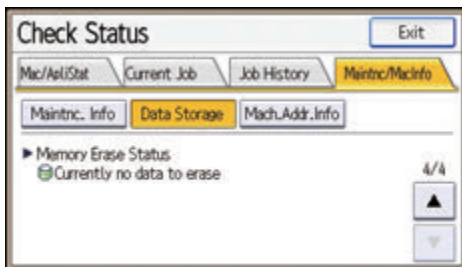 Check Status
Exit
Mac/ApliStat Current Job Job History Maintnc/MacInfo
Maintnc. Info Data Storage Mach.Addr.Info
Memory Erase Status
Currently no data to erase
4/4